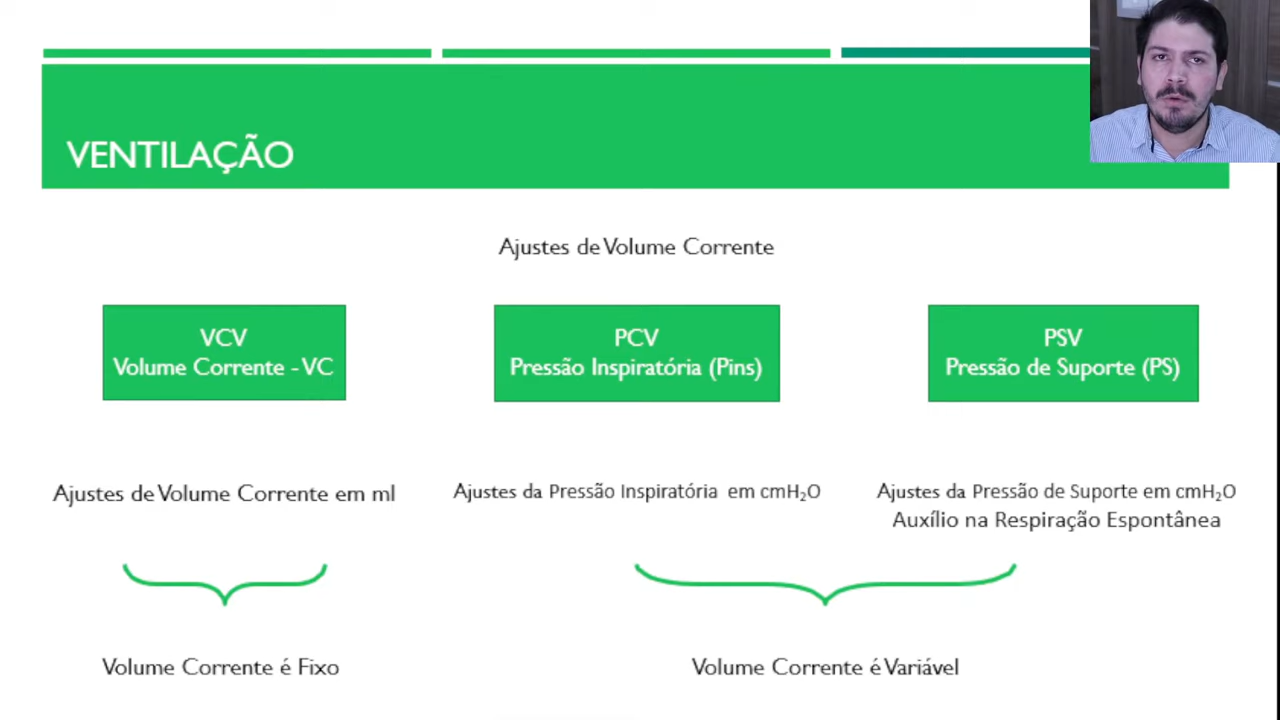 VENTILAÇÃO
Ajustes de Volume Corrente
VCV
Volume Corrente - VC
PCV
Pressão Inspiratória (Pins)
PSV
Pressão de Suporte (PS)
Ajustes de Volume Corrente em ml
Ajustes da Pressão Inspiratória em cmH₂O
Ajustes da Pressão de Suporte em cmH₂O
Auxílio na Respiração Espontânea
Volume Corrente é Fixo
Volume Corrente é Variável